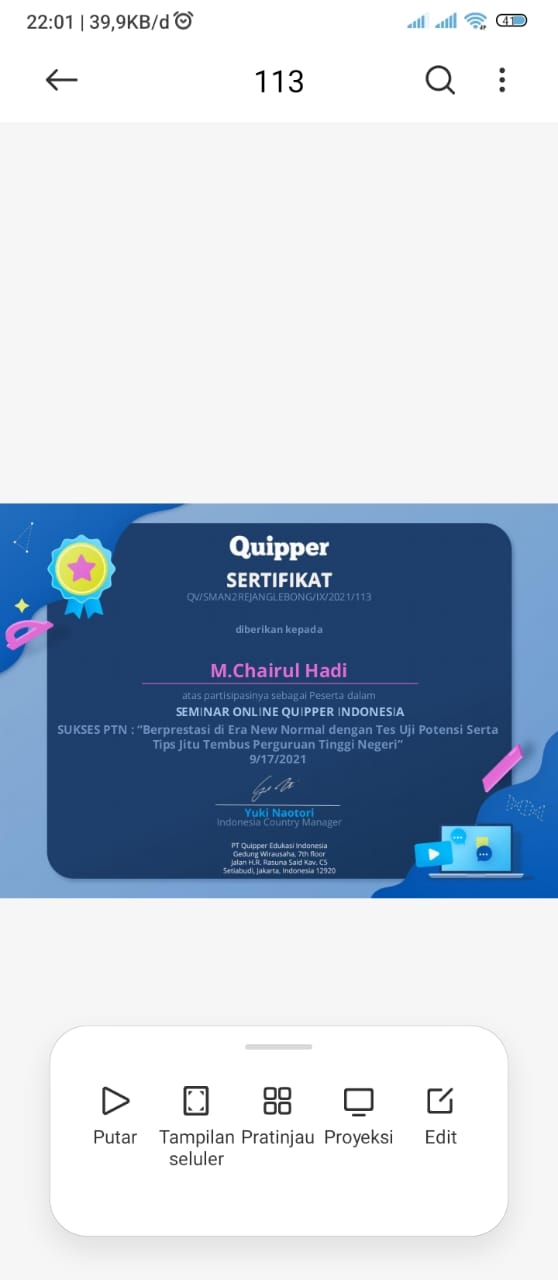 22:01 | 39,9KB/d
41
113
Quipper
SERTIFIKAT
QV/SMAN2REJANGLEBONG/IX/2021/113
diberikan kepada
M.Chairul Hadi
atas partisipasinya sebagai Peserta dalam
SEMINAR ONLINE QUIPPER INDONESIA
SUKSES PTN : “Berprestasi di Era New Normal dengan Tes Uji Potensi Serta
Tips Jitu Tembus Perguruan Tinggi Negeri”
9/17/2021
Yuki Naotori
Indonesia Country Manager
PT Quipper Edukasi Indonesia
Gedung Wirausaha, 7th floor
Jalan H.R. Rasuna Said Kav. C5
Setiabudi, Jakarta, Indonesia 12920
Putar
Tampilan seluler
Pratinjau
Proyeksi
Edit